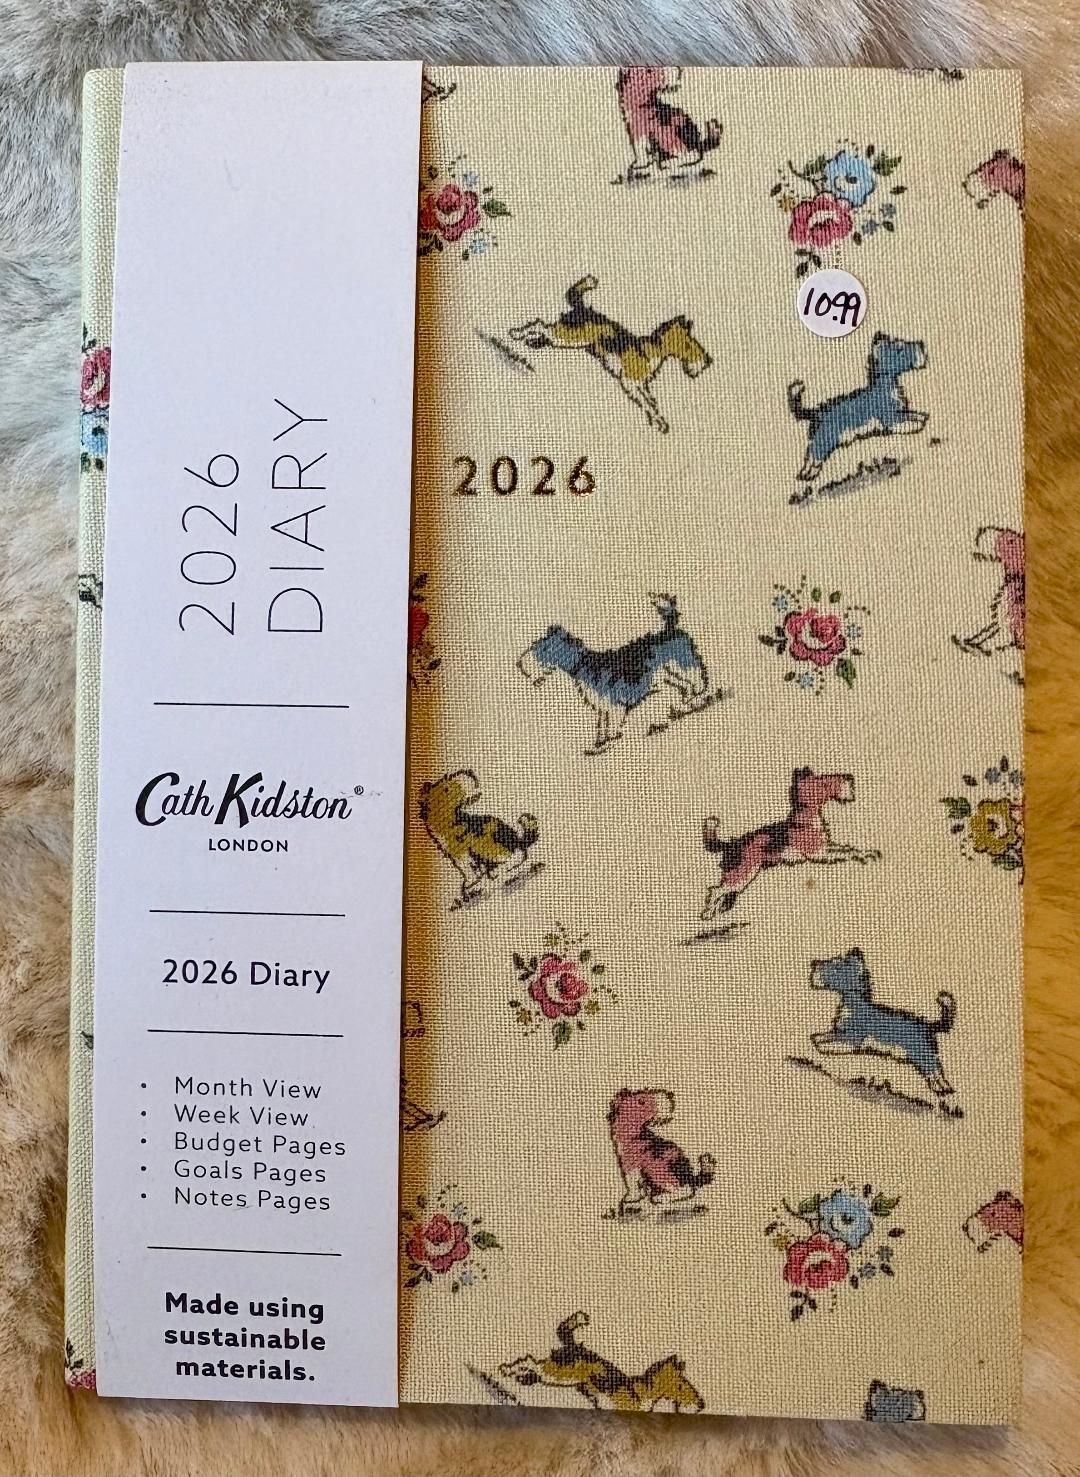 2026
DIARY
Cath Kidston®
LONDON
2026 Diary
• Month View
• Week View
• Budget Pages
• Goals Pages
• Notes Pages
Made using
sustainable
materials.
2026
10.99